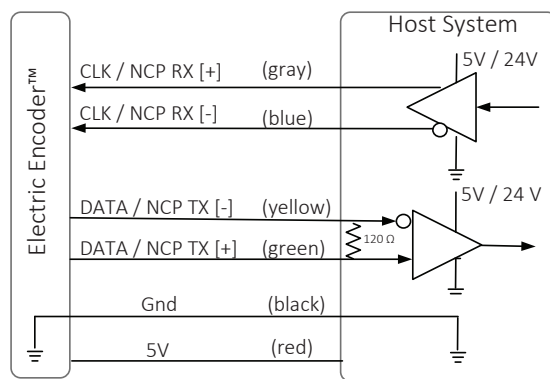 Host System
Electric Encoder™
CLK / NCP RX [+] (gray)
5V / 24V
CLK / NCP RX [-] (blue)
5V / 24 V
DATA / NCP TX [-] (yellow)
120 Ω
DATA / NCP TX [+] (green)
Gnd (black)
5V (red)